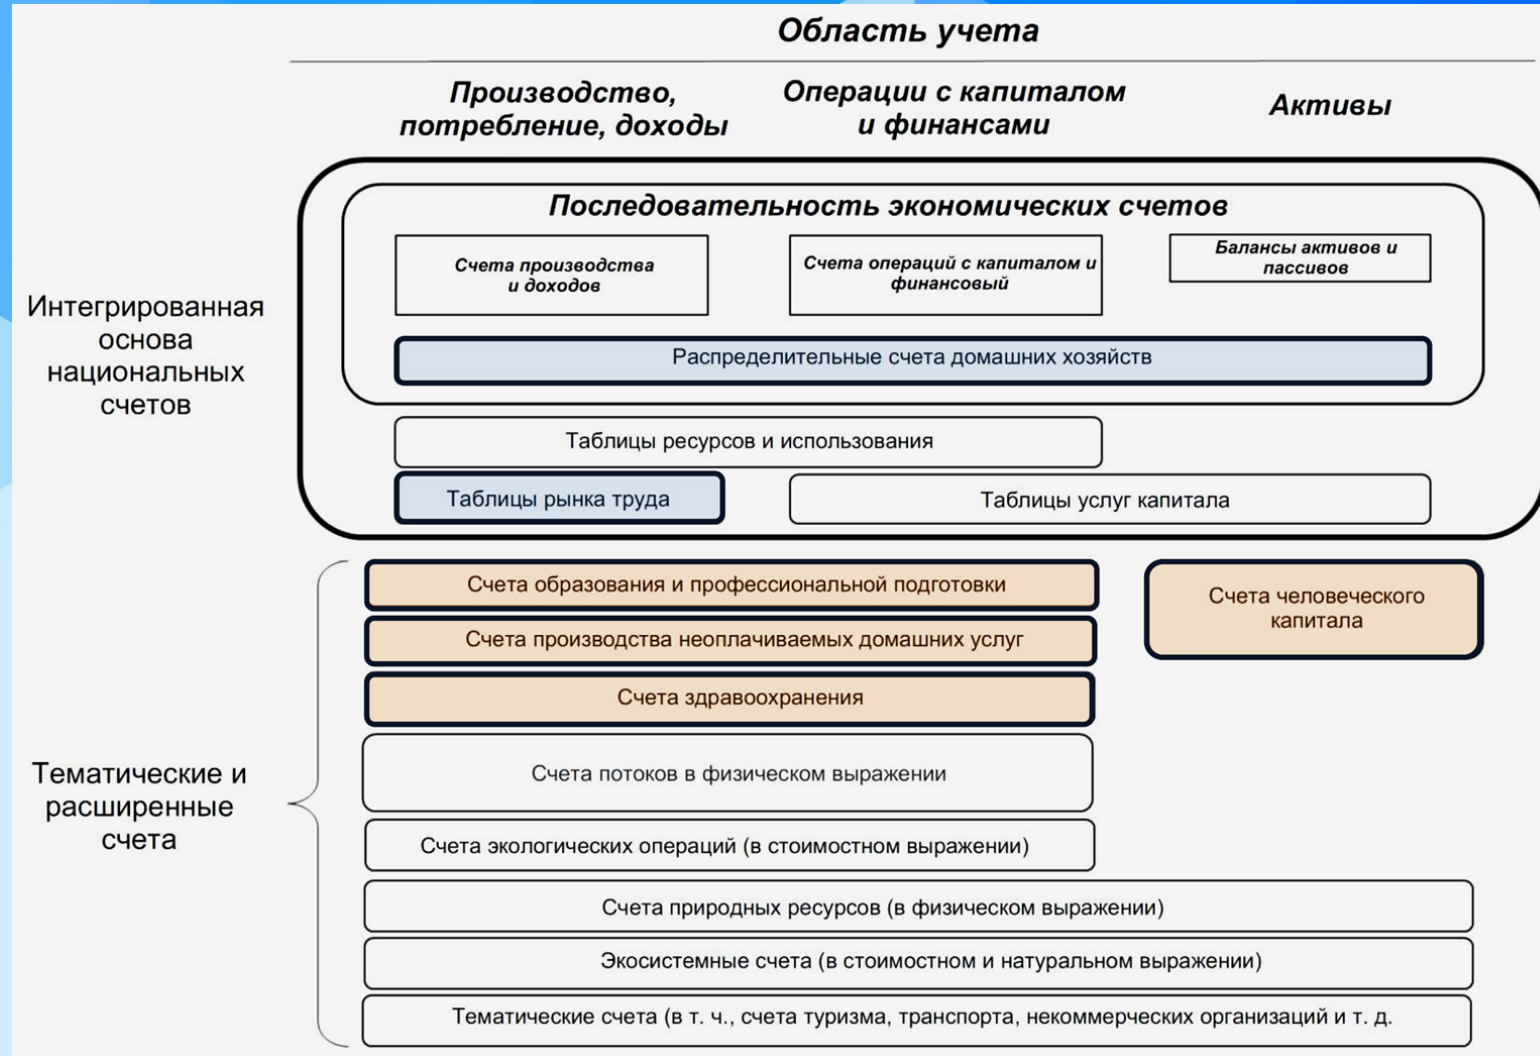 Область учета
Производство,
потребление, доходы
Операции с капиталом
и финансами
Активы
Интегрированная
основа
национальных
счетов
Последовательность экономических счетов
Счета производства
и доходов
Счета операций с капиталом и
финансовый
Балансы активов и
пассивов
Распределительные счета домашних хозяйств
Таблицы ресурсов и использования
Таблицы рынка труда
Таблицы услуг капитала
Тематические и
расширенные
счета
Счета образования и профессиональной подготовки
Счета человеческого
капитала
Счета производства неоплачиваемых домашних услуг
Счета здравоохранения
Счета потоков в физическом выражении
Счета экологических операций (в стоимостном выражении)
Счета природных ресурсов (в физическом выражении)
Экосистемные счета (в стоимостном и натуральном выражении)
Тематические счета (в т. ч., счета туризма, транспорта, некоммерческих организаций и т. д.